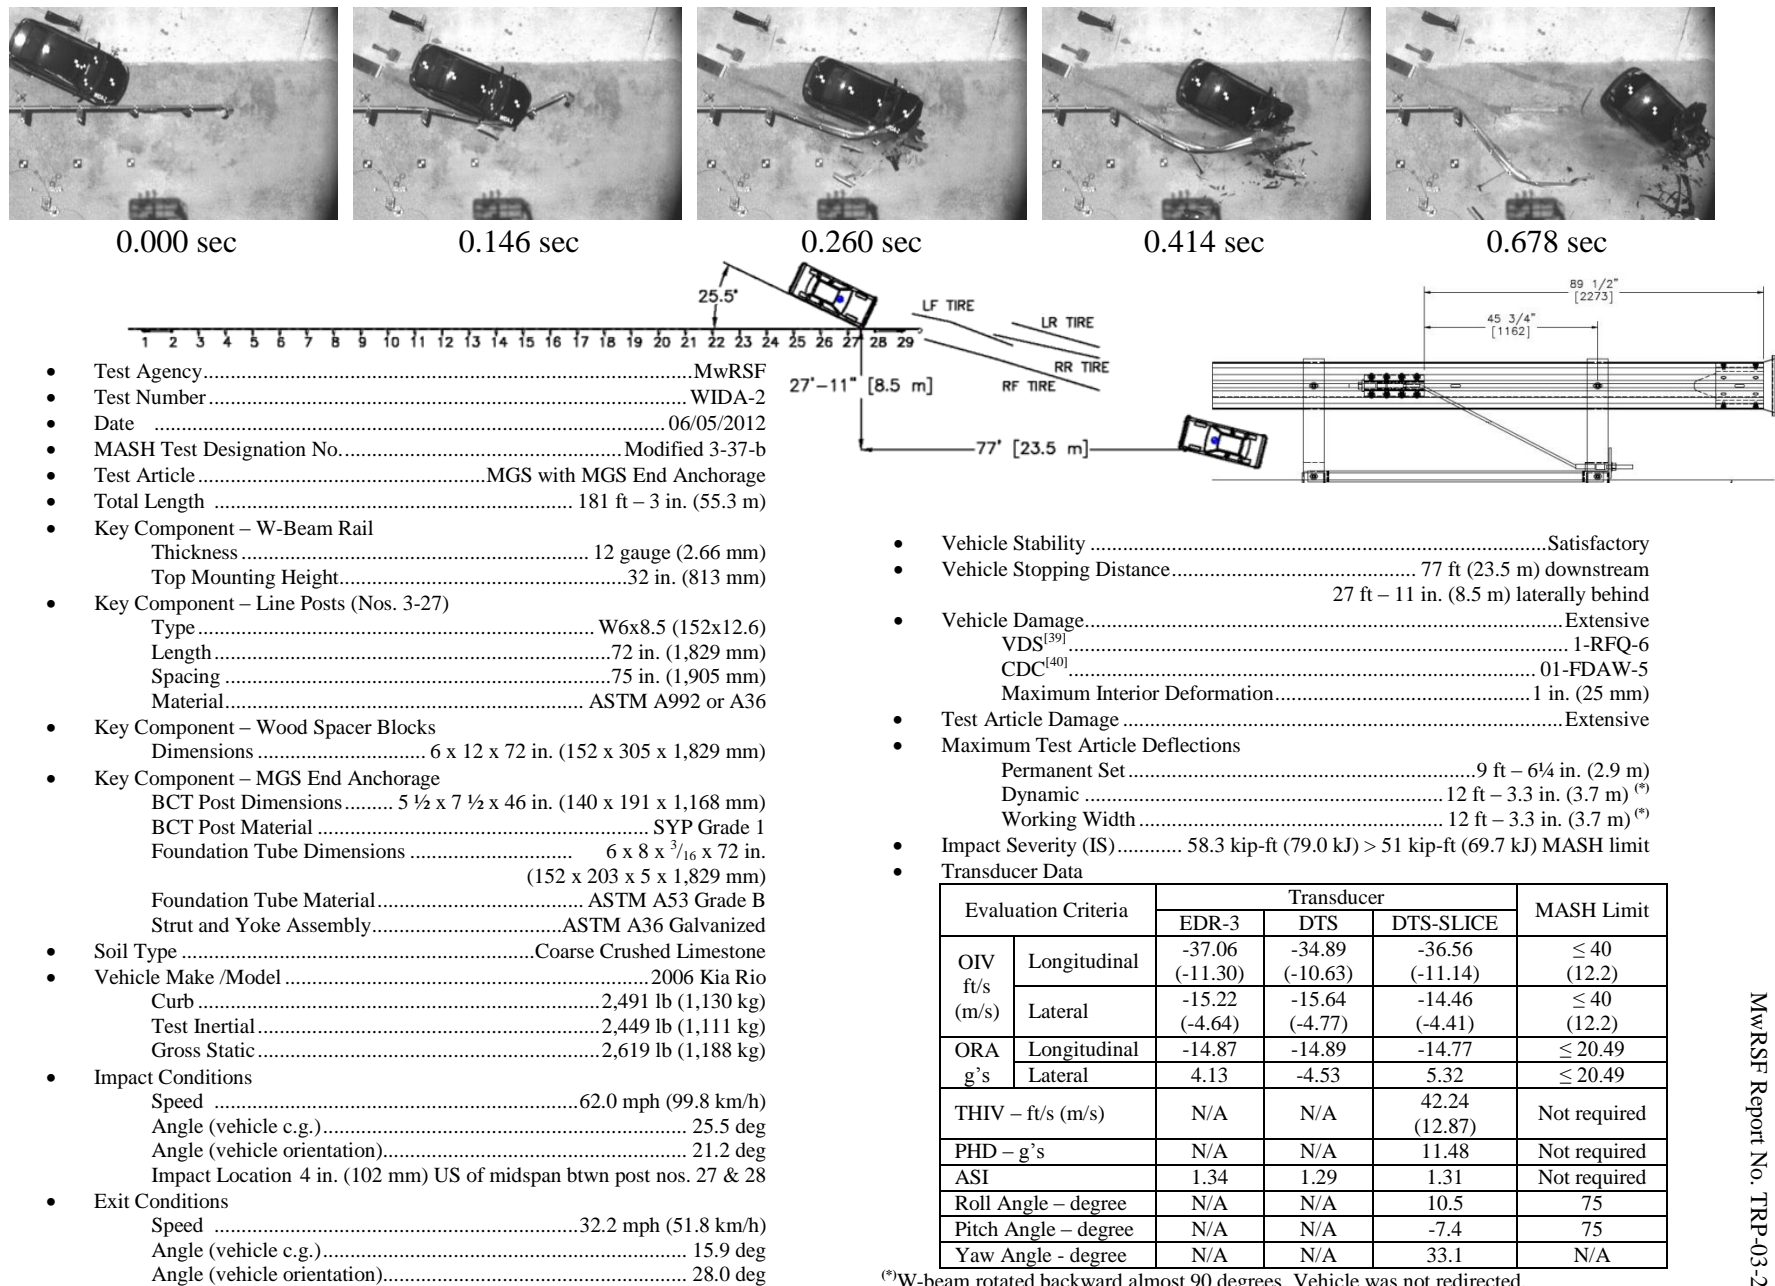 0.000 sec
0.146 sec
0.260 sec
0.414 sec
0.678 sec
25.5°
LF TIRE
LR TIRE
RR TIRE
RF TIRE
1 2 3 4 5 6 7 8 9 10 11 12 13 14 15 16 17 18 19 20 21 22 23 24 25 26 27 28 29
27'-11" [8.5 m]
77' [23.5 m]
89 1/2"
[2273]
45 3/4"
[1162]
• Test Agency MwRSF
• Test Number WIDA-2
• Date 06/05/2012
• MASH Test Designation No. Modified 3-37-b
• Test Article MGS with MGS End Anchorage
• Total Length 181 ft – 3 in. (55.3 m)
• Key Component – W-Beam Rail
Thickness 12 gauge (2.66 mm)
Top Mounting Height 32 in. (813 mm)
• Key Component – Line Posts (Nos. 3-27)
Type W6x8.5 (152x12.6)
Length 72 in. (1,829 mm)
Spacing 75 in. (1,905 mm)
Material ASTM A992 or A36
• Key Component – Wood Spacer Blocks
Dimensions 6 x 12 x 72 in. (152 x 305 x 1,829 mm)
• Key Component – MGS End Anchorage
BCT Post Dimensions 5 ½ x 7 ½ x 46 in. (140 x 191 x 1,168 mm)
BCT Post Material SYP Grade 1
Foundation Tube Dimensions 6 x 8 x 3/16 x 72 in.
(152 x 203 x 5 x 1,829 mm)
Foundation Tube Material ASTM A53 Grade B
Strut and Yoke Assembly ASTM A36 Galvanized
• Soil Type Coarse Crushed Limestone
• Vehicle Make /Model 2006 Kia Rio
Curb 2,491 lb (1,130 kg)
Test Inertial 2,449 lb (1,111 kg)
Gross Static 2,619 lb (1,188 kg)
• Impact Conditions
Speed 62.0 mph (99.8 km/h)
Angle (vehicle c.g.) 25.5 deg
Angle (vehicle orientation) 21.2 deg
Impact Location 4 in. (102 mm) US of midspan btwn post nos. 27 & 28
• Exit Conditions
Speed 32.2 mph (51.8 km/h)
Angle (vehicle c.g.) 15.9 deg
Angle (vehicle orientation) 28.0 deg
• Vehicle Stability Satisfactory
• Vehicle Stopping Distance 77 ft (23.5 m) downstream
27 ft – 11 in. (8.5 m) laterally behind
• Vehicle Damage Extensive
VDS[39] 1-RFQ-6
CDC[40] 01-FDAW-5
Maximum Interior Deformation 1 in. (25 mm)
• Test Article Damage Extensive
• Maximum Test Article Deflections
Permanent Set 9 ft – 6¼ in. (2.9 m)
Dynamic 12 ft – 3.3 in. (3.7 m) (*)
Working Width 12 ft – 3.3 in. (3.7 m) (*)
• Impact Severity (IS) 58.3 kip-ft (79.0 kJ) > 51 kip-ft (69.7 kJ) MASH limit
• Transducer Data
Evaluation Criteria Transducer MASH Limit
EDR-3 DTS DTS-SLICE
OIV ft/s (m/s) Longitudinal -37.06 (-11.30) -34.89 (-10.63) -36.56 (-11.14) ≤ 40 (12.2)
Lateral -15.22 (-4.64) -15.64 (-4.77) -14.46 (-4.41) ≤ 40 (12.2)
ORA g's Longitudinal -14.87 -14.89 -14.77 ≤ 20.49
Lateral 4.13 -4.53 5.32 ≤ 20.49
THIV – ft/s (m/s) N/A N/A 42.24 (12.87) Not required
PHD – g's N/A N/A 11.48 Not required
ASI 1.34 1.29 1.31 Not required
Roll Angle – degree N/A N/A 10.5 75
Pitch Angle – degree N/A N/A -7.4 75
Yaw Angle - degree N/A N/A 33.1 N/A
(*)W-beam rotated backward almost 90 degrees. Vehicle was not redirected
MwRSF Report No. TRP-03-2